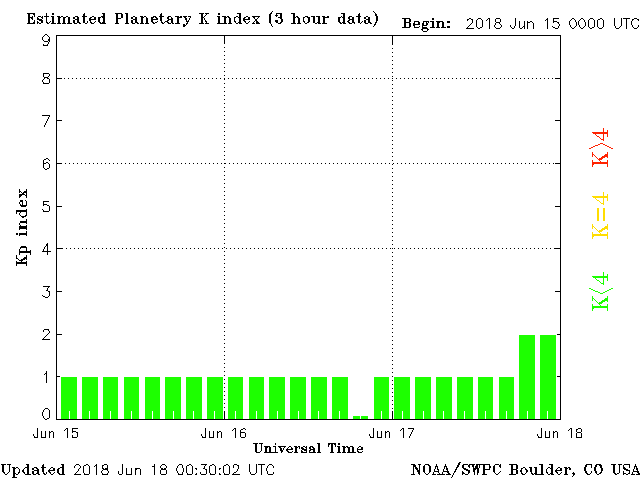 Estimated Planetary K index (3 hour data) Begin: 2018 Jun 15 0000 UTC
9
8
7
6
5
4
3
2
1
0
Kp index
K>4
K=4
K<4
Jun 15 Jun 16 Jun 17 Jun 18
Universal Time
Updated 2018 Jun 18 00:30:02 UTC NOAA/SWPC Boulder, CO USA